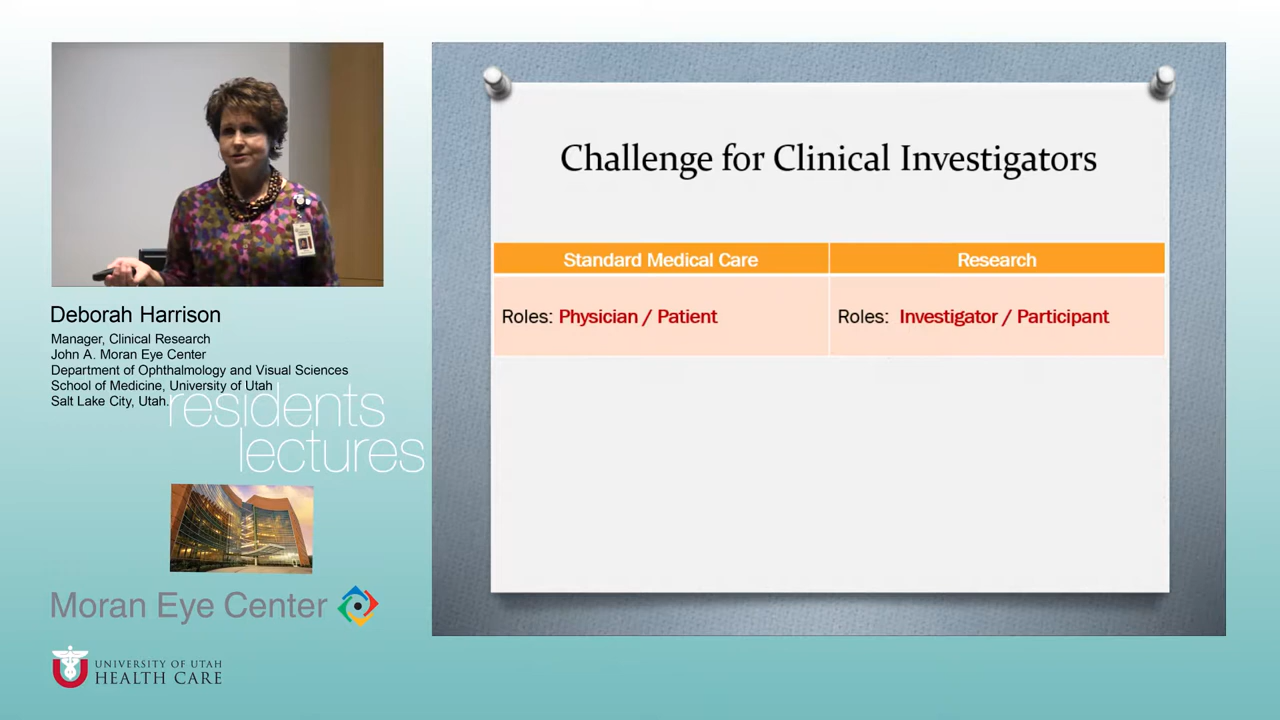 Deborah Harrison
Manager, Clinical Research
John A. Moran Eye Center
Department of Ophthalmology and Visual Sciences
School of Medicine, University of Utah
Salt Lake City, Utah.
residents
lectures
Moran Eye Center
UNIVERSITY OF UTAH
HEALTH CARE
Challenge for Clinical Investigators
Standard Medical Care
Research
Roles: Physician / Patient
Roles: Investigator / Participant